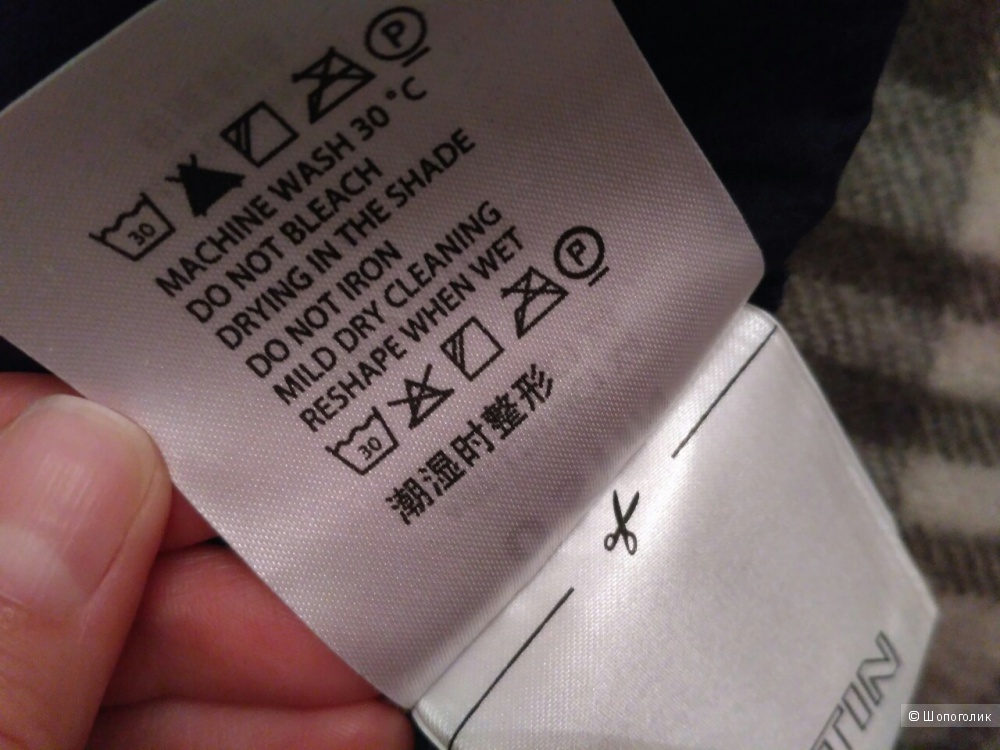 P
30
MACHINE WASH 30 °C
DO NOT BLEACH
DRYING IN THE SHADE
DO NOT IRON
MILD DRY CLEANING
RESHAPE WHEN WET
P
30
潮湿时整形
TIN
© Шопоголик